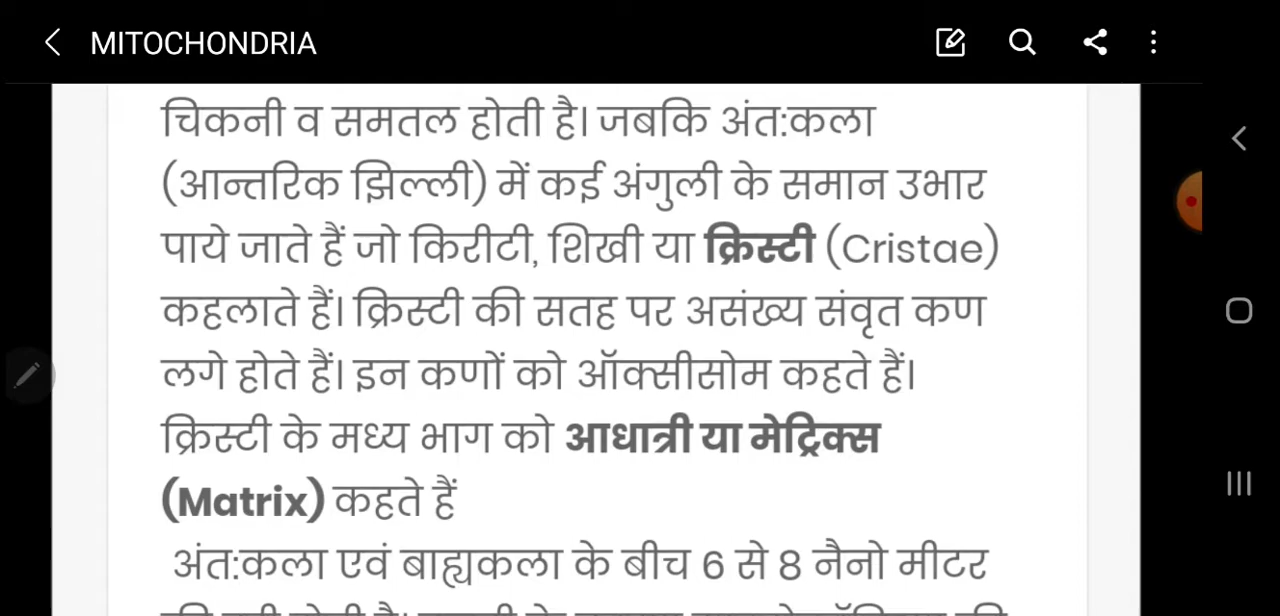 MITOCHONDRIA
चिकनी व समतल होती है। जबकि अंत:कला
(आन्तरिक झिल्ली) में कई अंगुली के समान उभार
पाये जाते हैं जो किरीटी, शिखी या क्रिस्टी (Cristae)
कहलाते हैं। क्रिस्टी की सतह पर असंख्य संवृत कण
लगे होते हैं। इन कणों को ऑक्सीसोम कहते हैं।
क्रिस्टी के मध्य भाग को आधात्री या मेट्रिक्स
(Matrix) कहते हैं
अंत:कला एवं बाह्यकला के बीच 6 से 8 नैनो मीटर